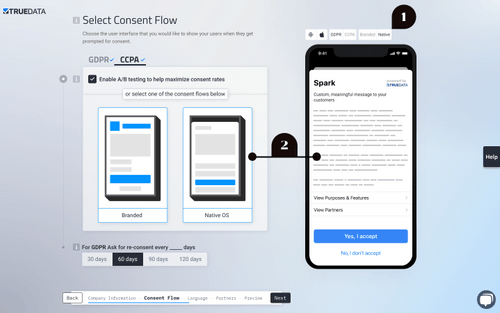 TRUEDATA
Select Consent Flow
Choose the user interface that you would like to show your users when they get
prompted for consent.
GDPR CCPA
Enable A/B testing to help maximize consent rates
or select one of the consent flows below
Branded
Native OS
For GDPR Ask for re-consent every _____ days
30 days 60 days 90 days 120 days
Back Company Information Consent Flow Language Partners Preview Next
1
GDPR CCPA Branded Native
Spark
powered by
TRUEDATA
Custom, meaningful message to your
customers
2
View Purposes & Features
View Partners
Yes, I accept
No, I don't accept
Help